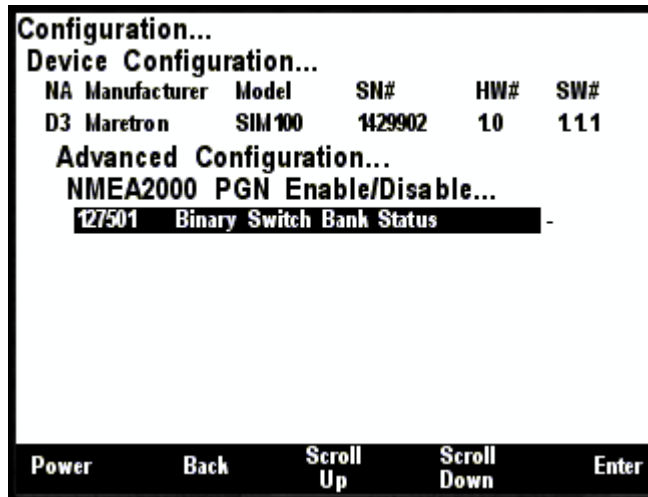 Configuration...
Device Configuration...
NA Manufacturer Model SN# HW# SW#
D3 Maretron SIM100 1429902 1.0 1.1.1
Advanced Configuration...
NMEA2000 PGN Enable/Disable...
127501 Binary Switch Bank Status -
Power Back Scroll Up Scroll Down Enter